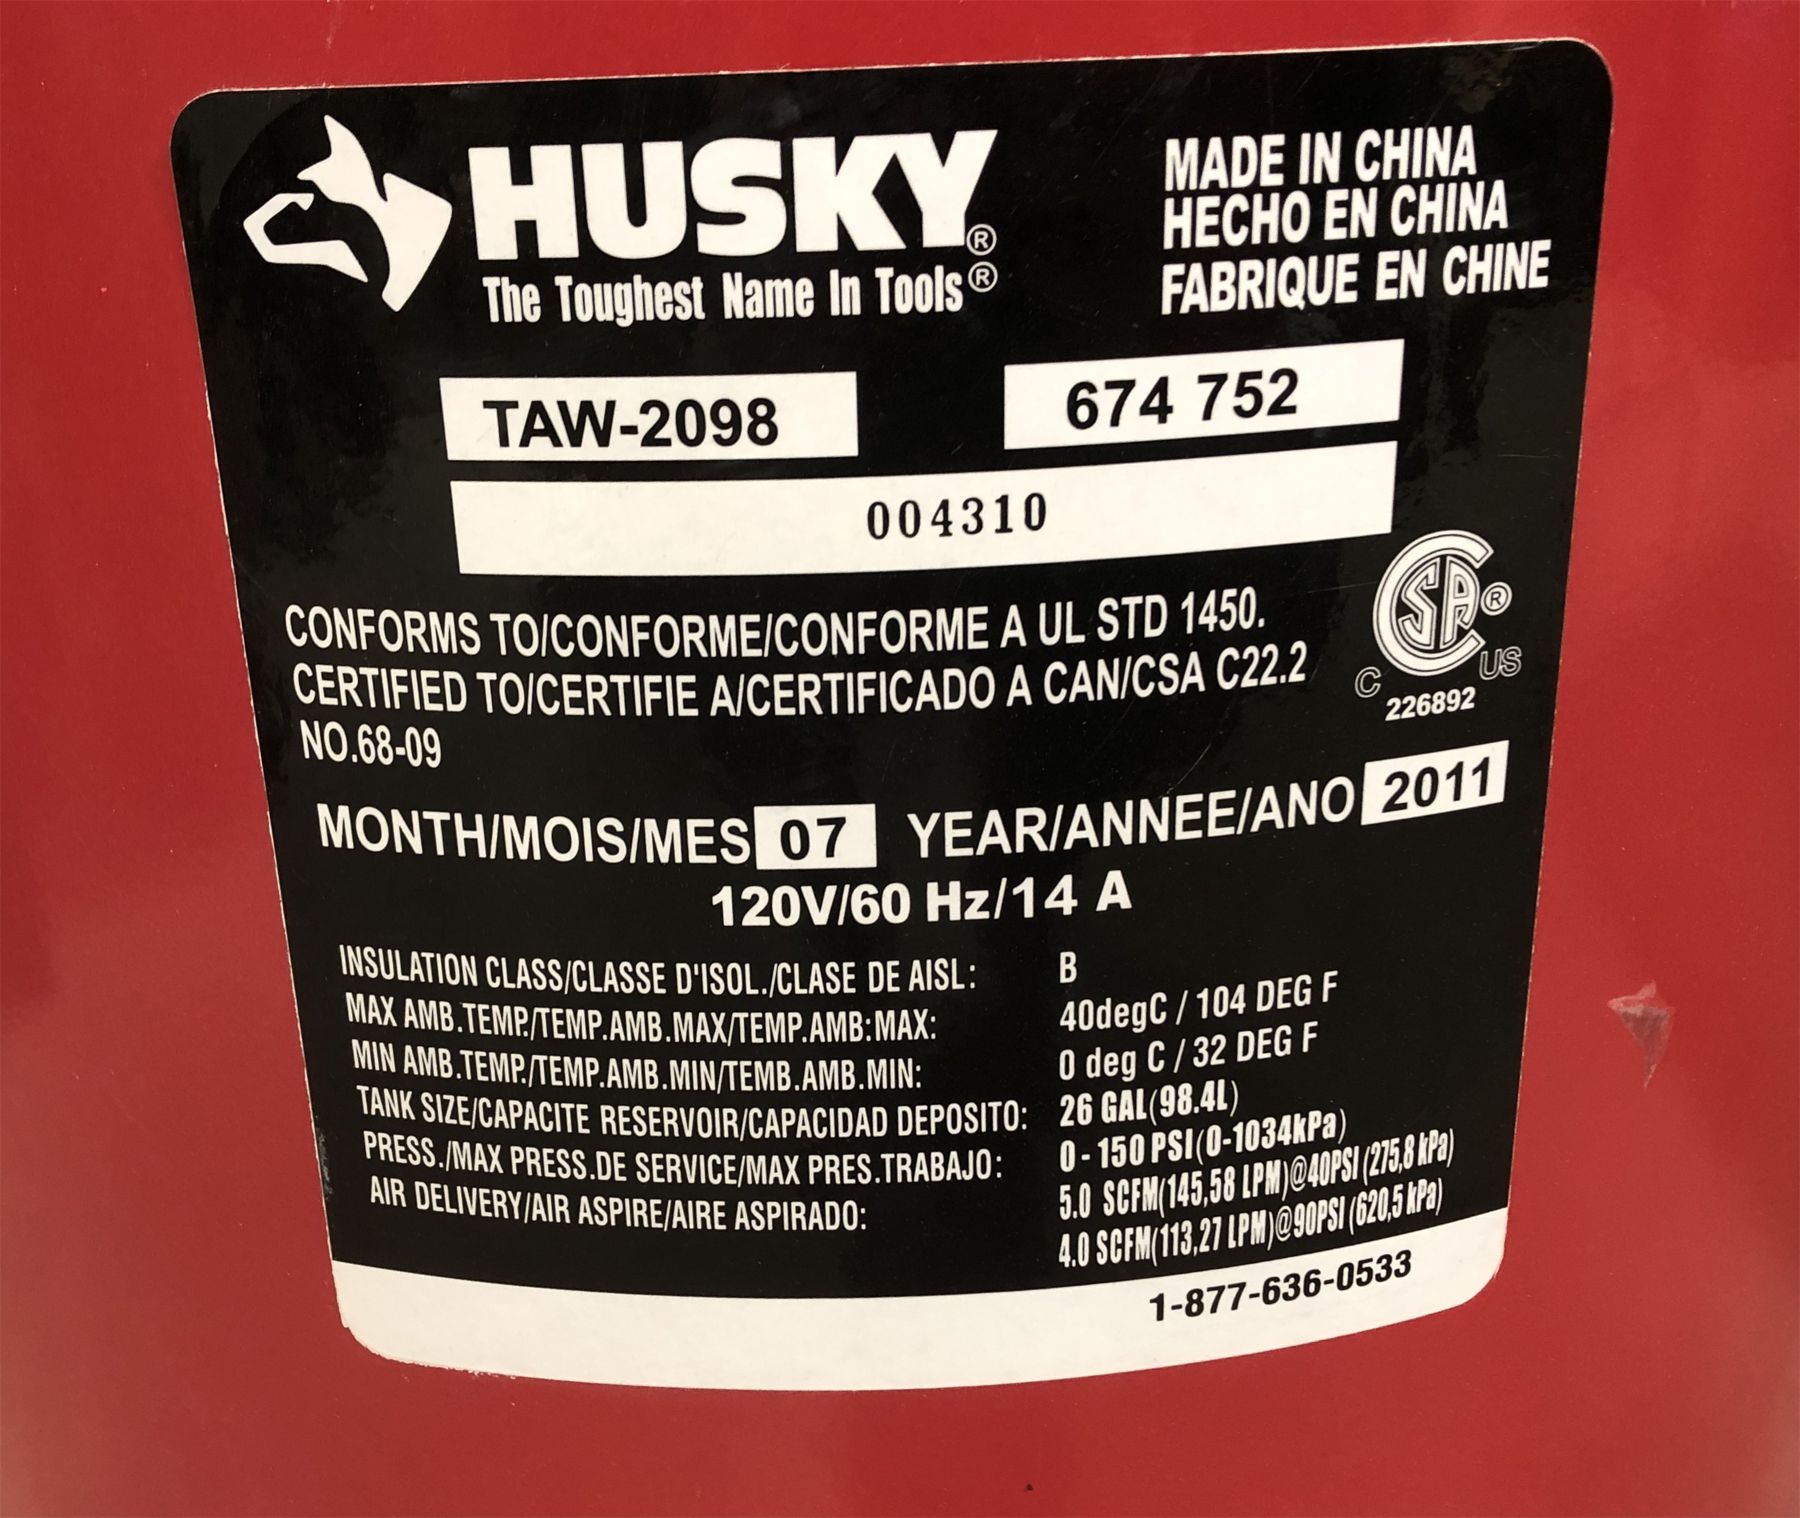 HUSKY®
The Toughest Name In Tools®
MADE IN CHINA
HECHO EN CHINA
FABRIQUE EN CHINE
TAW-2098
674 752
004310
CONFORMS TO/CONFORME/CONFORME A UL STD 1450.
CERTIFIED TO/CERTIFIE A/CERTIFICADO A CAN/CSA C22.2
NO.68-09
CSA®
C US
226892
MONTH/MOIS/MES 07 YEAR/ANNEE/ANO 2011
120V/60 Hz/14 A
INSULATION CLASS/CLASSE D'ISOL./CLASE DE AISL: B
MAX AMB.TEMP./TEMP.AMB.MAX/TEMP.AMB:MAX: 40degC / 104 DEG F
MIN AMB.TEMP./TEMP.AMB.MIN/TEMB.AMB.MIN: 0 deg C / 32 DEG F
TANK SIZE/CAPACITE RESERVOIR/CAPACIDAD DEPOSITO: 26 GAL(98.4L)
PRESS./MAX PRESS.DE SERVICE/MAX PRES.TRABAJO: 0-150 PSI(0-1034kPa)
AIR DELIVERY/AIR ASPIRE/AIRE ASPIRADO: 5.0 SCFM(145,58 LPM)@40PSI(275,8 kPa)
4.0 SCFM(113,27 LPM)@90PSI(620,5 kPa)
1-877-636-0533